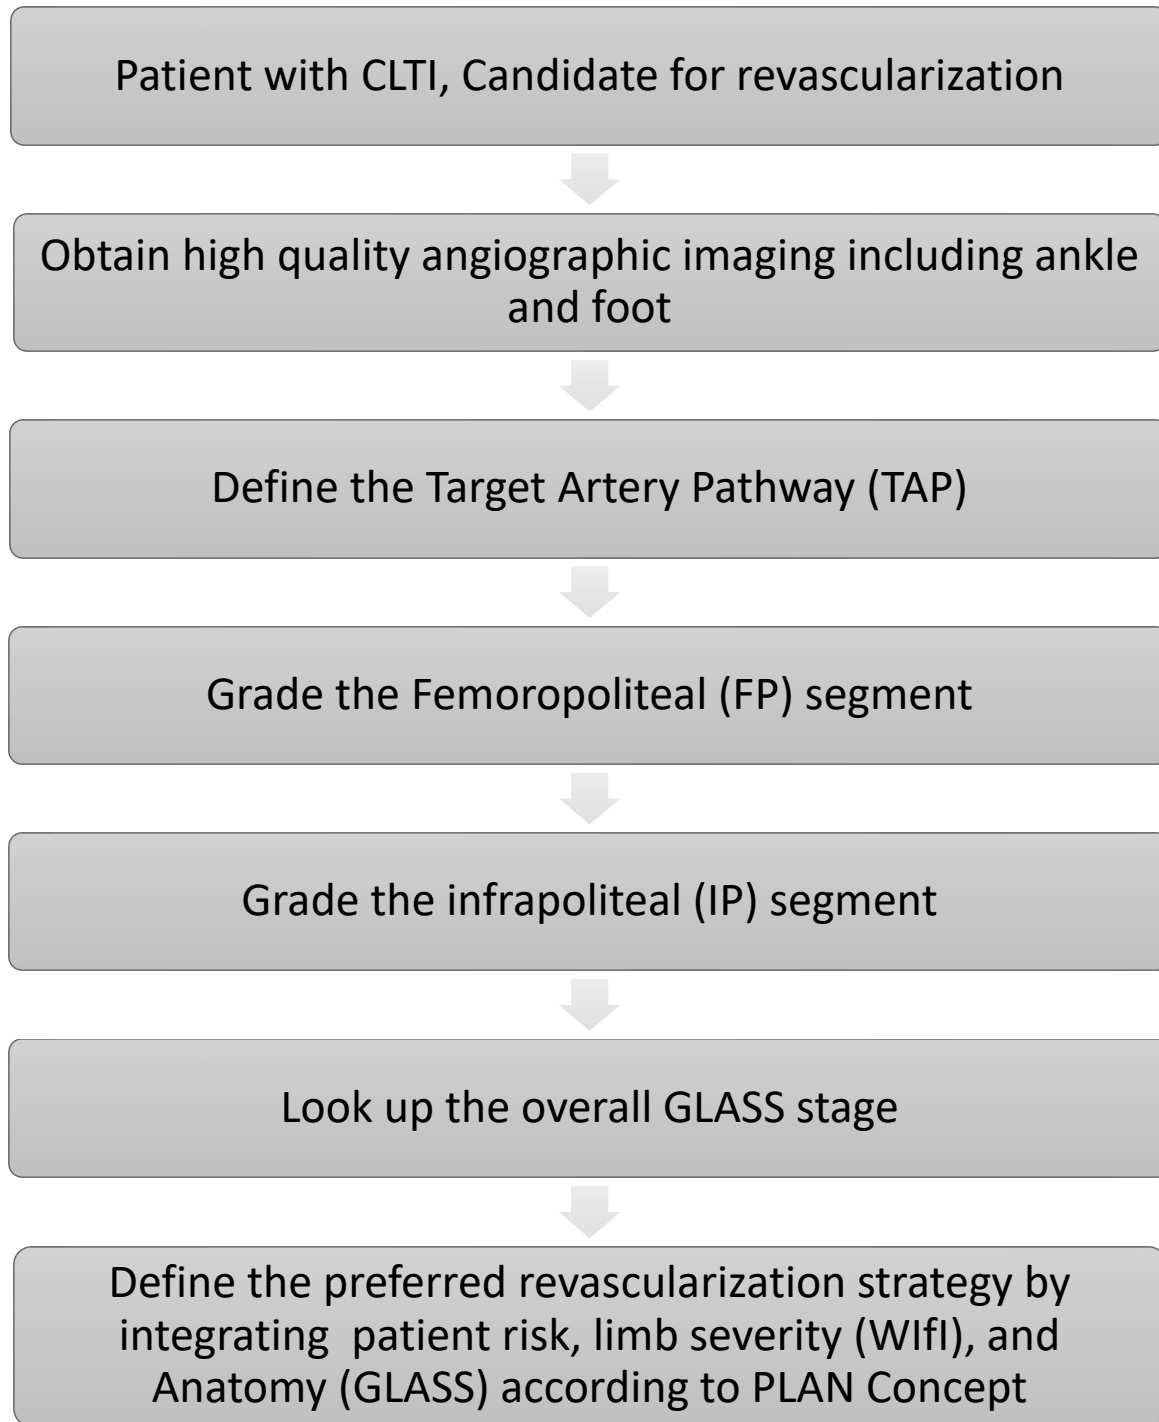 Patient with CLTI, Candidate for revascularization
Obtain high quality angiographic imaging including ankle
and foot
Define the Target Artery Pathway (TAP)
Grade the Femoropoliteal (FP) segment
Grade the infrapoliteal (IP) segment
Look up the overall GLASS stage
Define the preferred revascularization strategy by
integrating  patient risk, limb severity (WIfI), and
Anatomy (GLASS) according to PLAN Concept